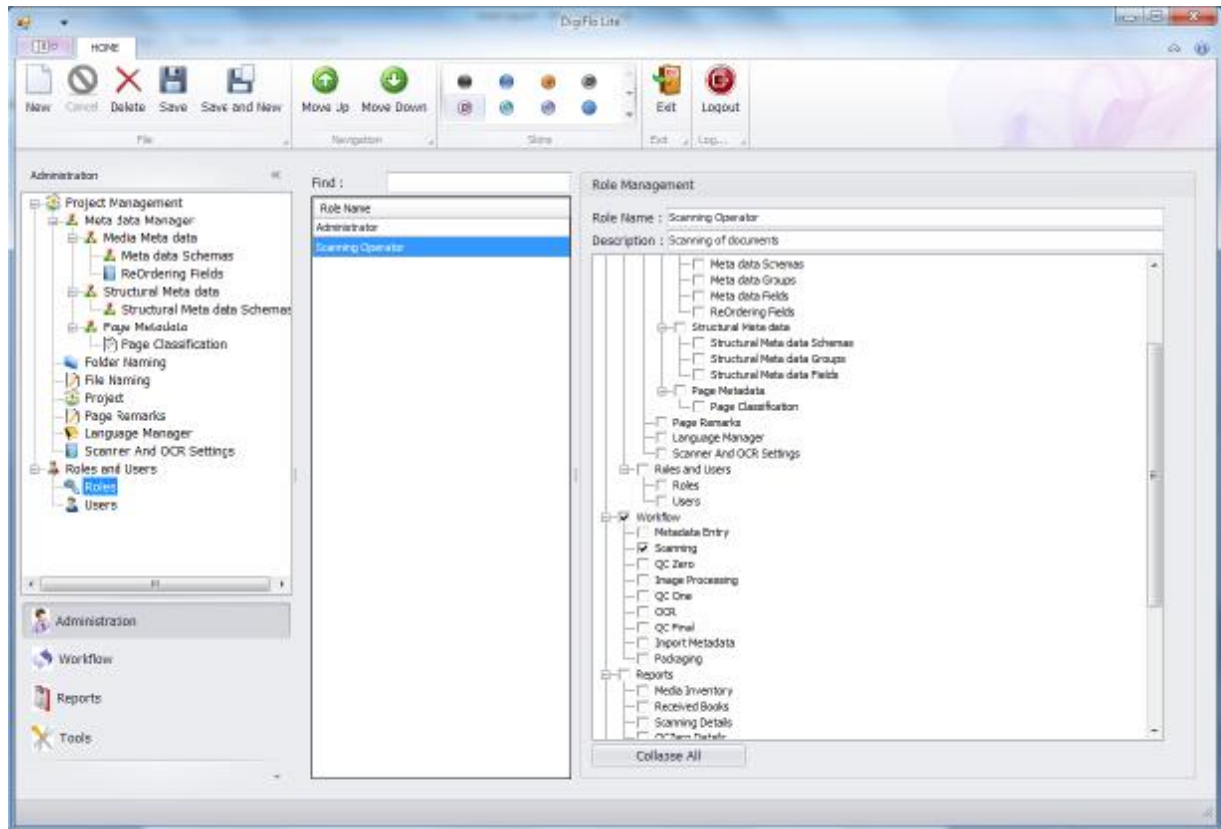 DigiFlo Lite
HOME
New Cancel Delete Save Save and New Move Up Move Down Exit Logout
File Navigation Skins Exit Log...
Administration
Project Management
Meta data Manager
Media Meta data
Meta data Schemas
ReOrdering Fields
Structural Meta data
Structural Meta data Schemas
Page Metadata
Page Classification
Folder Naming
File Naming
Project
Page Remarks
Language Manager
Scanner And OCR Settings
Roles and Users
Roles
Users
Administration
Workflow
Reports
Tools
Find :
Role Name
Administrator
Scanning Operator
Role Management
Role Name : Scanning Operator
Description : Scanning of documents
Meta data Schemas
Meta data Groups
Meta data Fields
ReOrdering Fields
Structural Meta data
Structural Meta data Schemas
Structural Meta data Groups
Structural Meta data Fields
Page Metadata
Page Classification
Page Remarks
Language Manager
Scanner And OCR Settings
Roles and Users
Roles
Users
Workflow
Metadata Entry
Scanning
QC Zero
Image Processing
QC One
OCR
QC Final
Import Metadata
Packaging
Reports
Media Inventory
Received Books
Scanning Details
QCZero Details
Collapse All